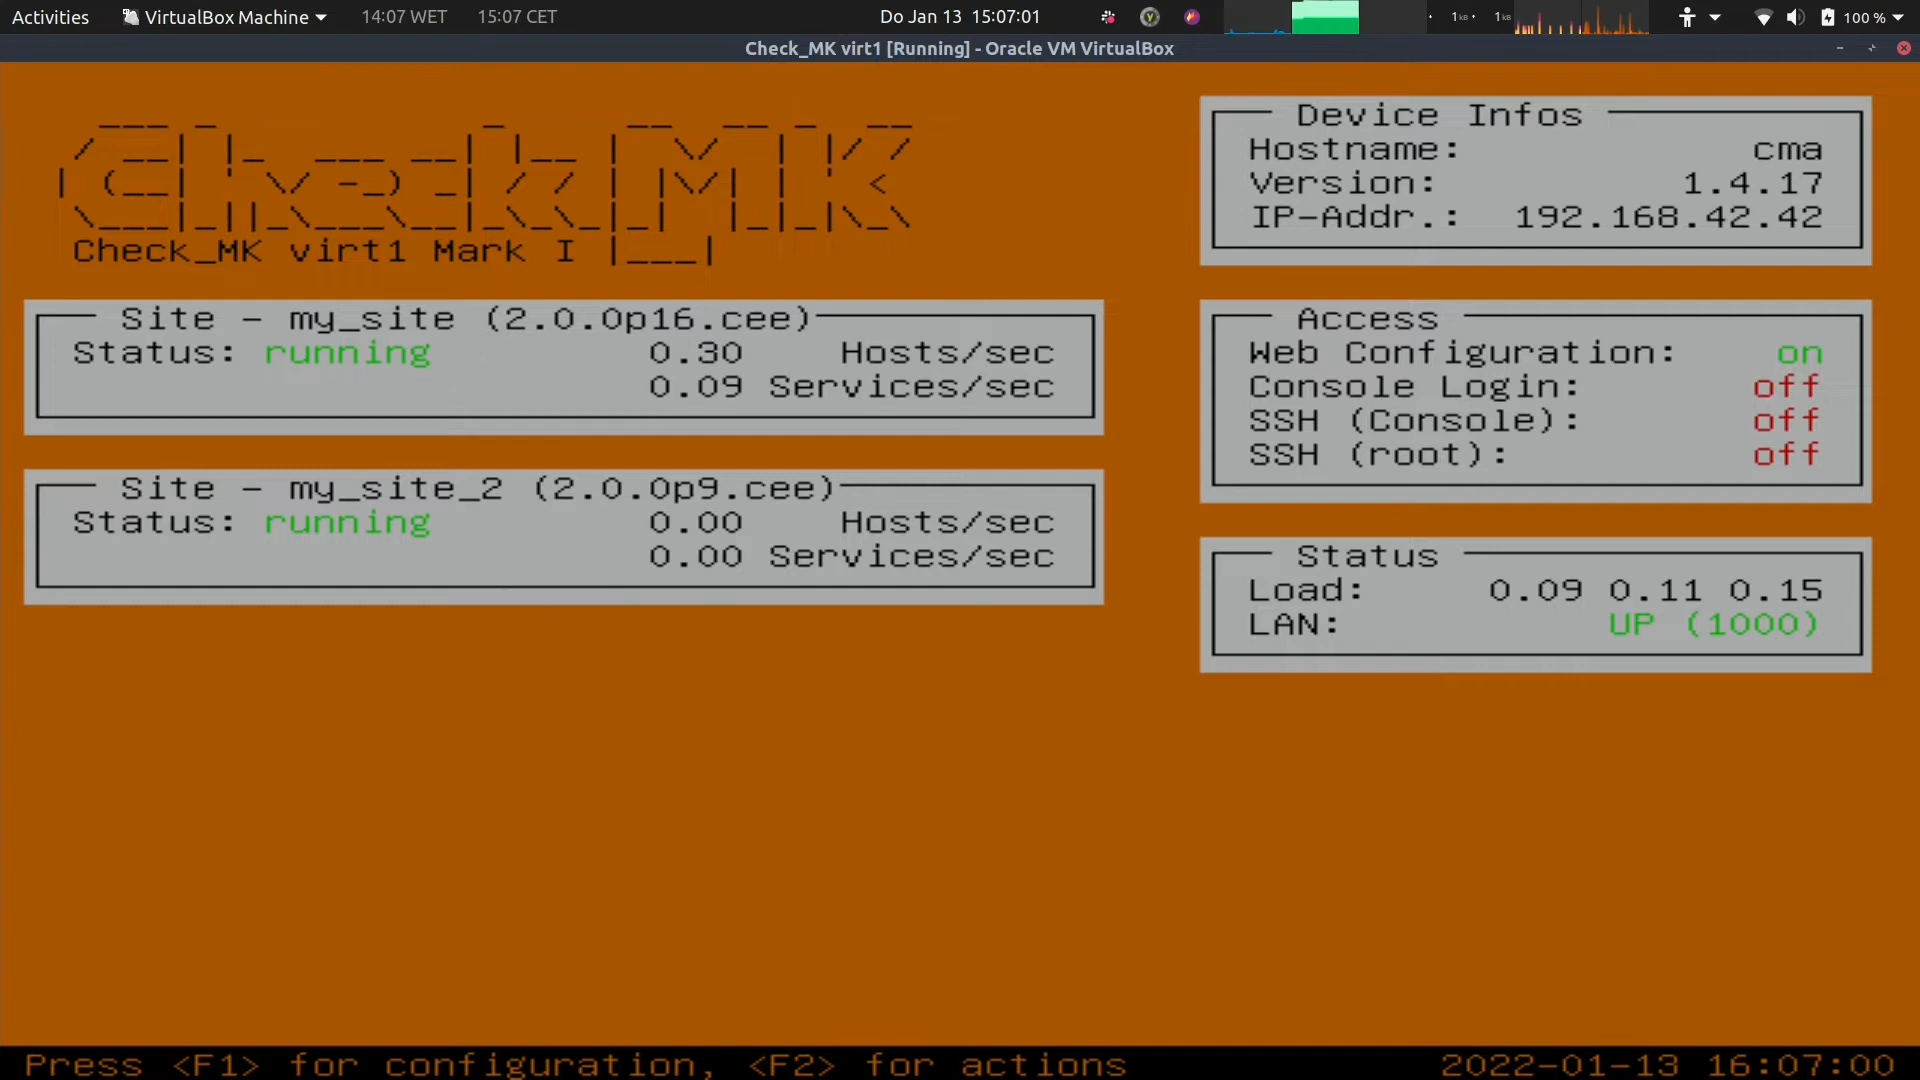 Activities VirtualBox Machine 14:07 WET 15:07 CET Do Jan 13 15:07:01 1kB 1kB 100 %
Check_MK virt1 [Running] - Oracle VM VirtualBox
Check MK
Check_MK virt1 Mark I
Device Infos
Hostname: cma
Version: 1.4.17
IP-Addr.: 192.168.42.42
Site - my_site (2.0.0p16.cee)
Status: running 0.30 Hosts/sec
0.09 Services/sec
Access
Web Configuration: on
Console Login: off
SSH (Console): off
SSH (root): off
Site - my_site_2 (2.0.0p9.cee)
Status: running 0.00 Hosts/sec
0.00 Services/sec
Status
Load: 0.09 0.11 0.15
LAN: UP (1000)
Press <F1> for configuration, <F2> for actions 2022-01-13 16:07:00